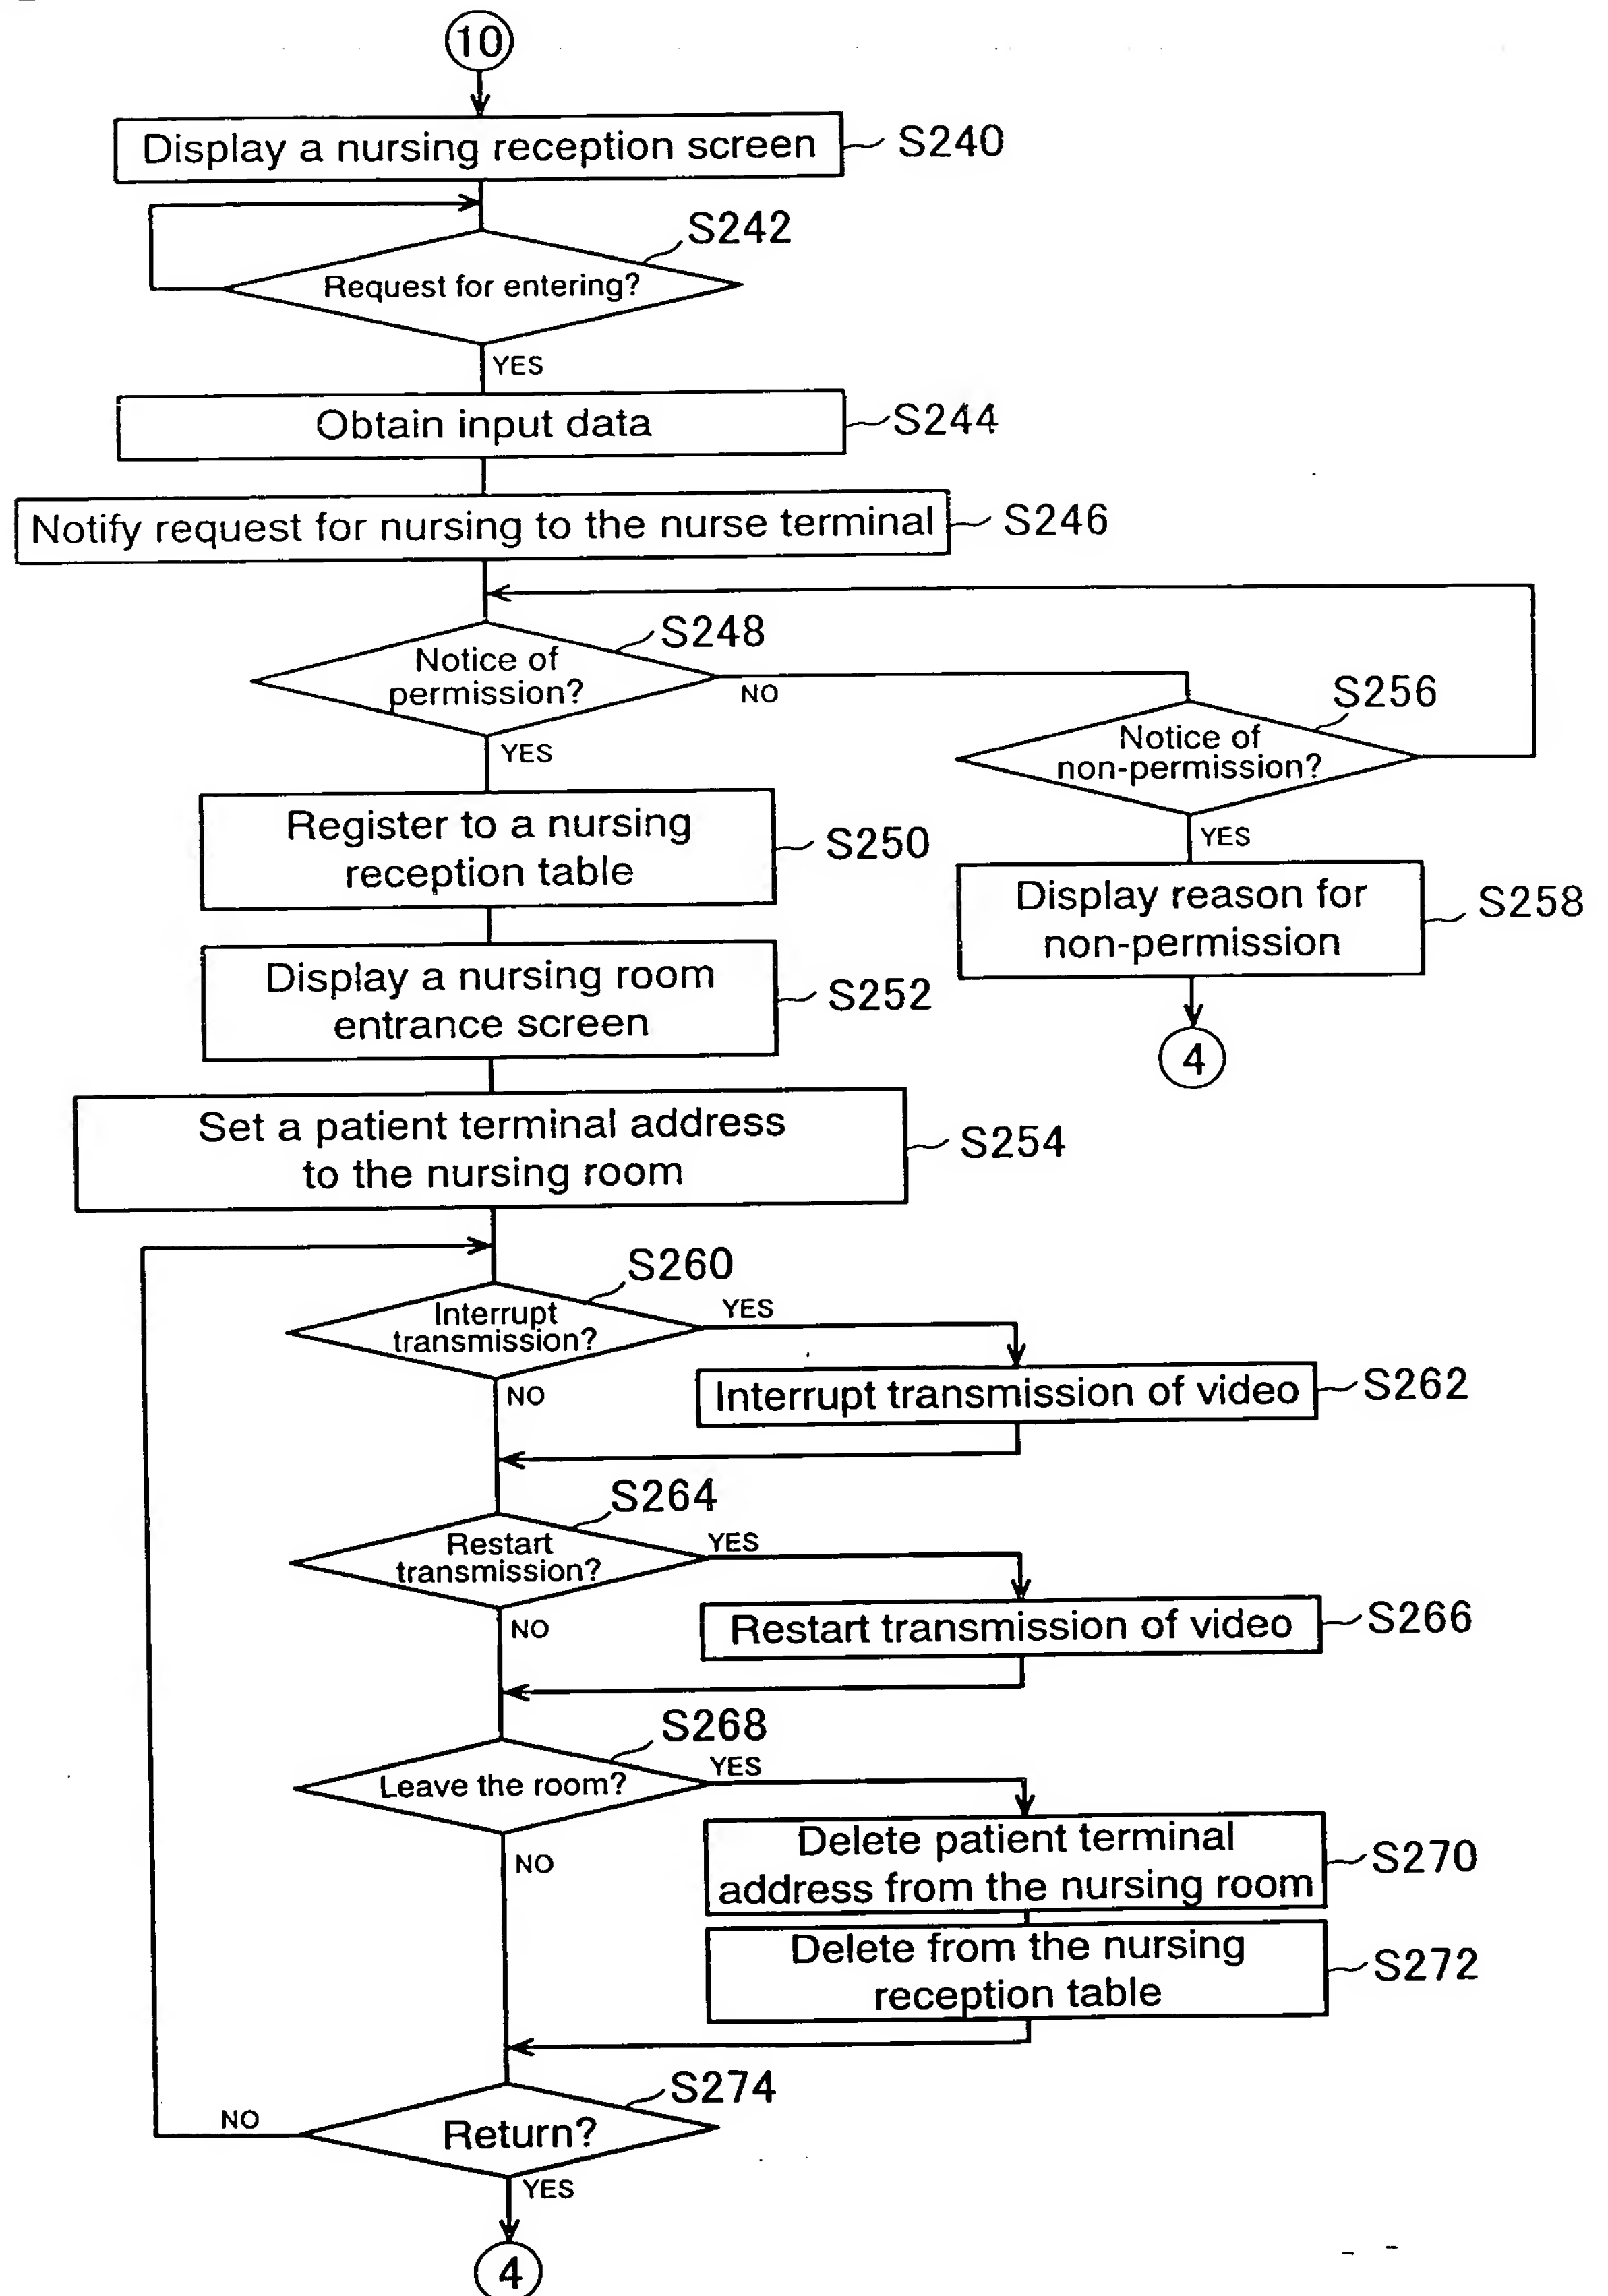 10
Display a nursing reception screen
S240
S242
Request for entering?
YES
Obtain input data
S244
Notify request for nursing to the nurse terminal
S246
S248
Notice of
permission?
NO
YES
S256
Notice of
non-permission?
YES
Register to a nursing
reception table
S250
Display reason for
non-permission
S258
4
Display a nursing room
entrance screen
S252
Set a patient terminal address
to the nursing room
S254
S260
Interrupt
transmission?
YES
NO
Interrupt transmission of video
S262
S264
Restart
transmission?
YES
NO
Restart transmission of video
S266
S268
Leave the room?
YES
NO
Delete patient terminal
address from the nursing room
S270
Delete from the nursing
reception table
S272
S274
Return?
NO
YES
4